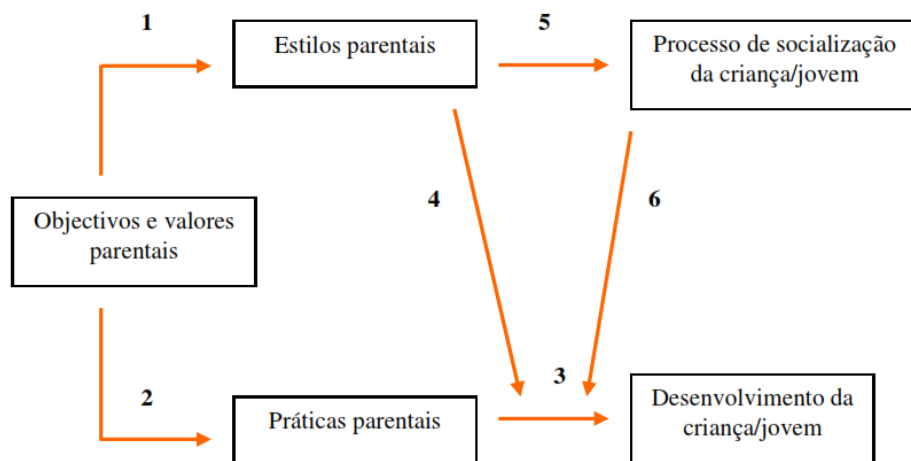 1
5
Estilos parentais
Processo de socialização
da criança/jovem
4
6
Objectivos e valores
parentais
3
2
Práticas parentais
Desenvolvimento da
criança/jovem